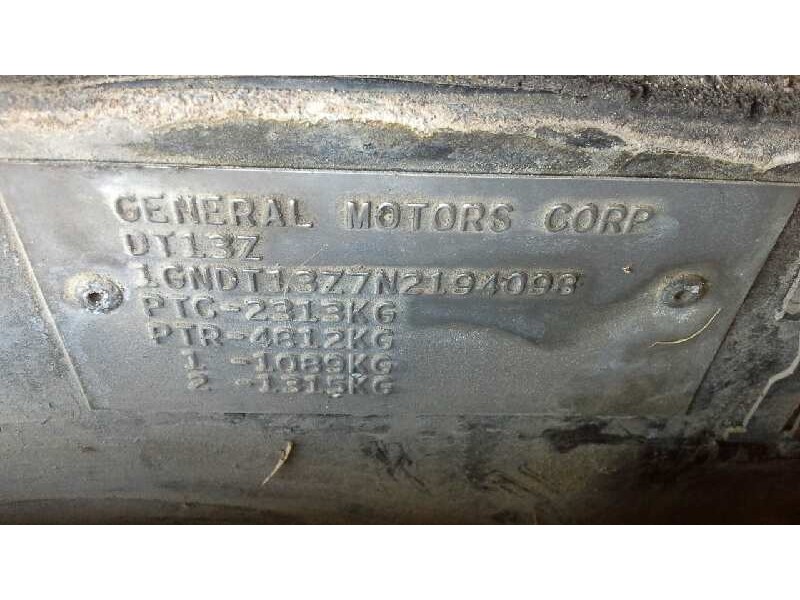 GENERAL MOTORS CORP
DT13Z
1GNDT13Z7N2194098
PTC-2313KG
PTR-4812KG
1 -1089KG
2 -1315KG